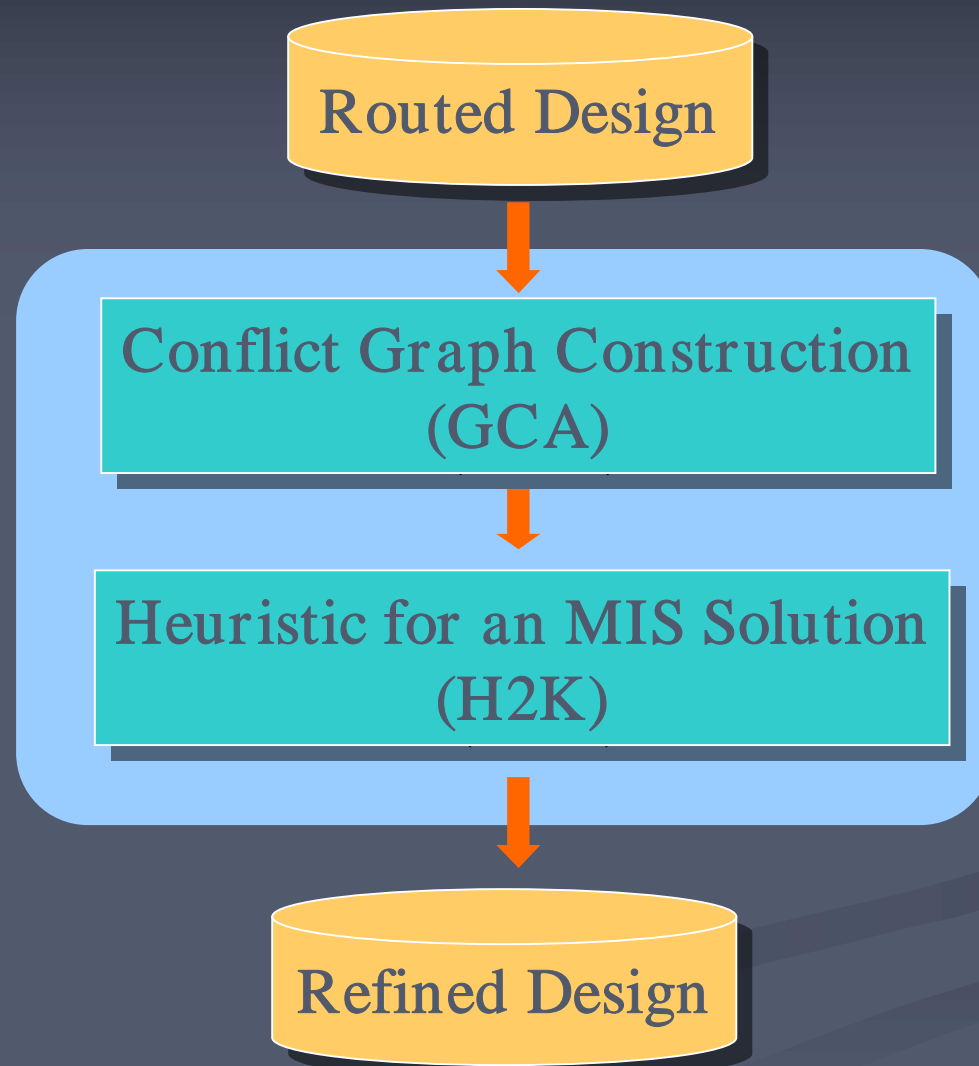 Routed Design
Conflict Graph Construction
(GCA)
Heuristic for an MIS Solution
(H2K)
Refined Design